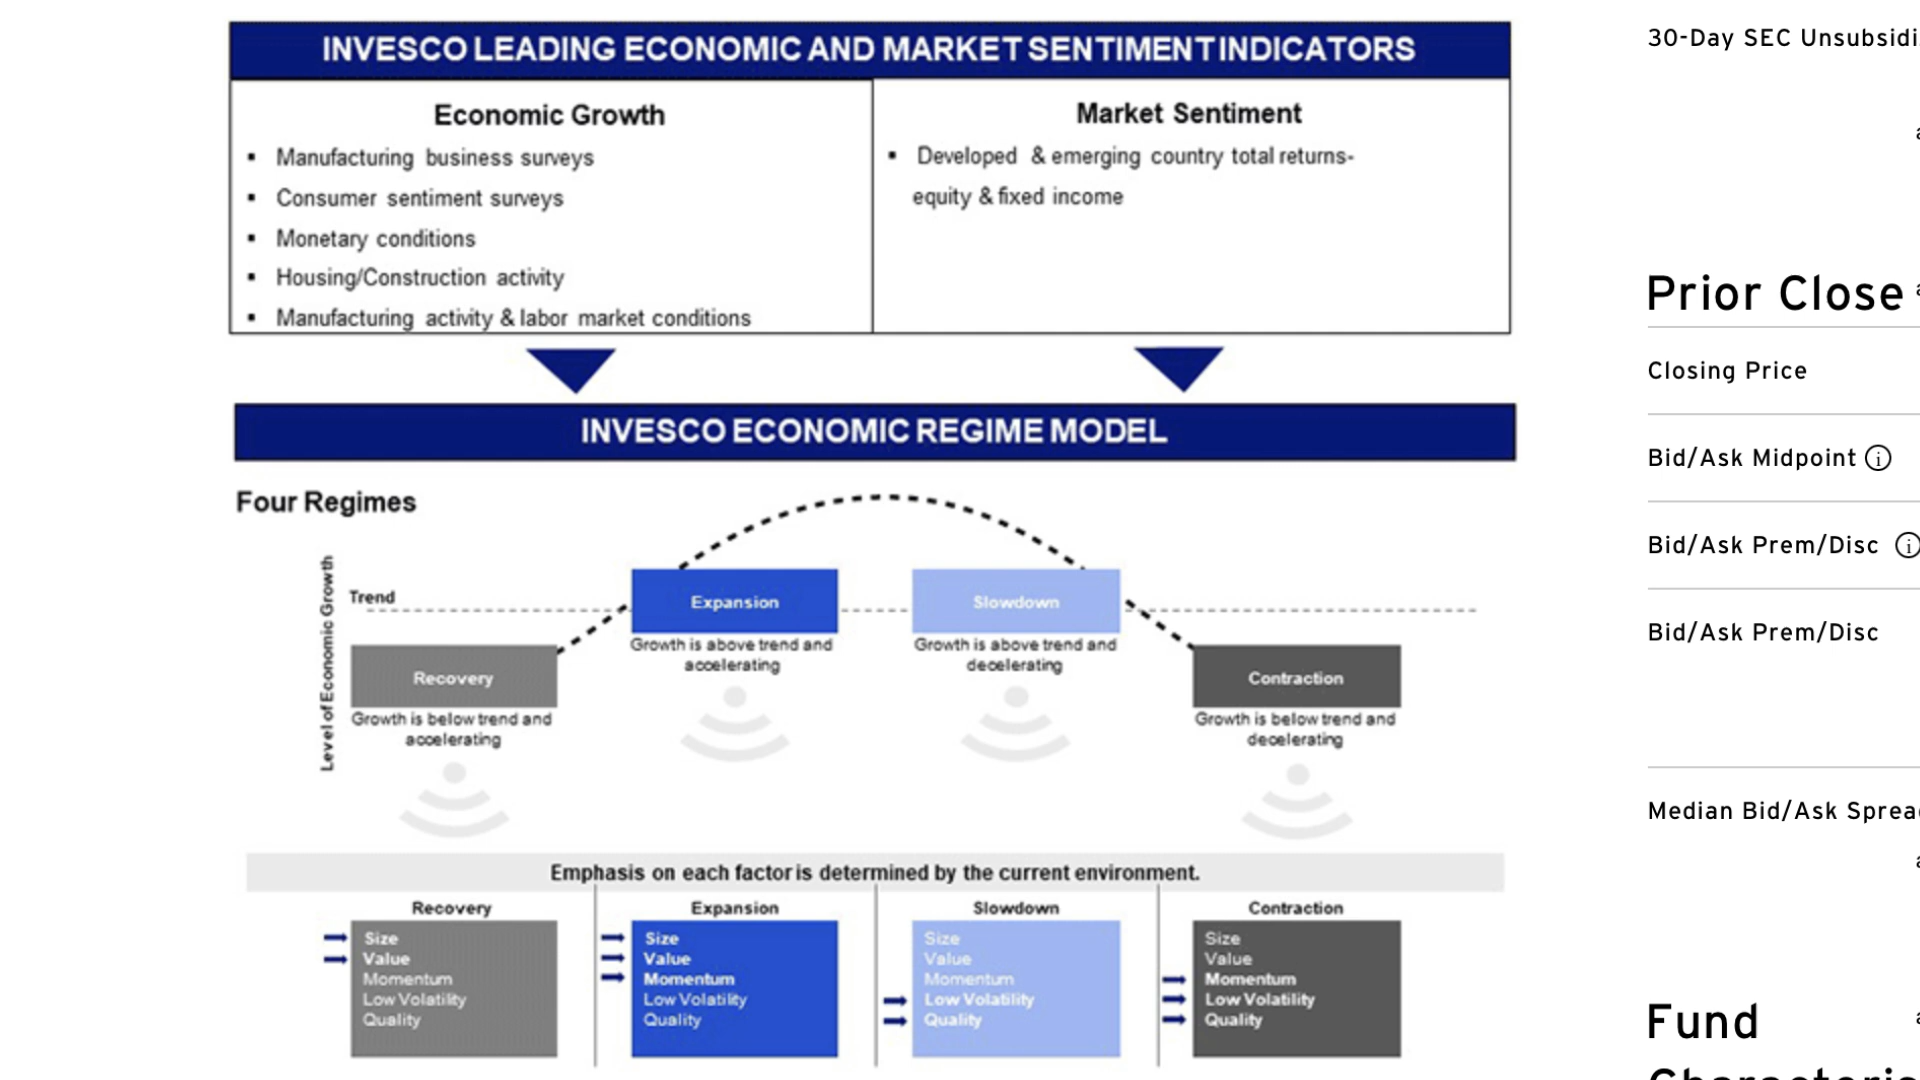 INVESCO LEADING ECONOMIC AND MARKET SENTIMENT INDICATORS
Economic Growth
▪ Manufacturing business surveys
▪ Consumer sentiment surveys
▪ Monetary conditions
▪ Housing/Construction activity
▪ Manufacturing activity & labor market conditions
Market Sentiment
▪ Developed & emerging country total returns-
equity & fixed income
INVESCO ECONOMIC REGIME MODEL
Four Regimes
Level of Economic Growth
Trend
Recovery
Growth is below trend and
accelerating
Expansion
Growth is above trend and
accelerating
Slowdown
Growth is above trend and
decelerating
Contraction
Growth is below trend and
decelerating
Emphasis on each factor is determined by the current environment.
Recovery
Size
Value
Momentum
Low Volatility
Quality
Expansion
Size
Value
Momentum
Low Volatility
Quality
Slowdown
Size
Value
Momentum
Low Volatility
Quality
Contraction
Size
Value
Momentum
Low Volatility
Quality
30-Day SEC
Prior Close
Closing Price
Bid/Ask Midpoint
Bid/Ask Prem/Disc
Bid/Ask Prem/Disc
Median Bid/Ask
Fund